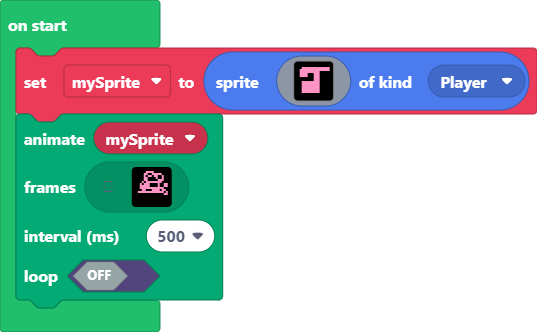 on start
set mySprite to sprite of kind Player
animate mySprite
frames
interval (ms) 500
loop OFF